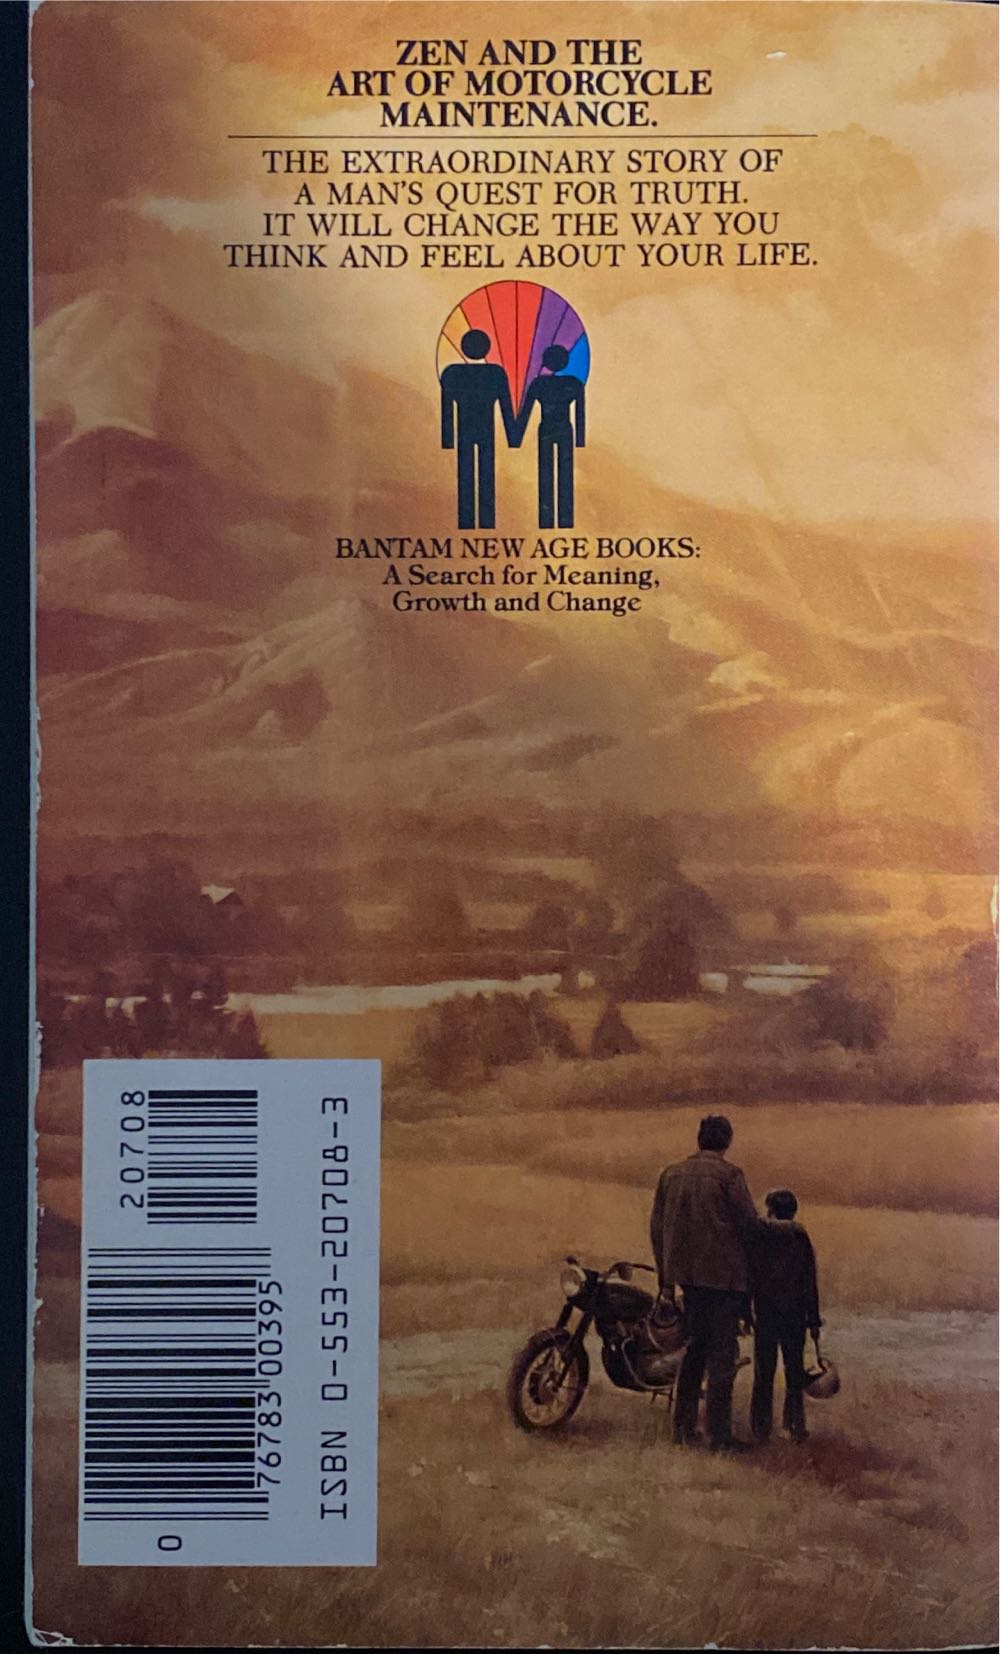 ZEN AND THE
ART OF MOTORCYCLE
MAINTENANCE.
THE EXTRAORDINARY STORY OF
A MAN'S QUEST FOR TRUTH.
IT WILL CHANGE THE WAY YOU
THINK AND FEEL ABOUT YOUR LIFE.
BANTAM NEW AGE BOOKS:
A Search for Meaning,
Growth and Change
20708
0 76783 00395
ISBN 0-553-20708-3